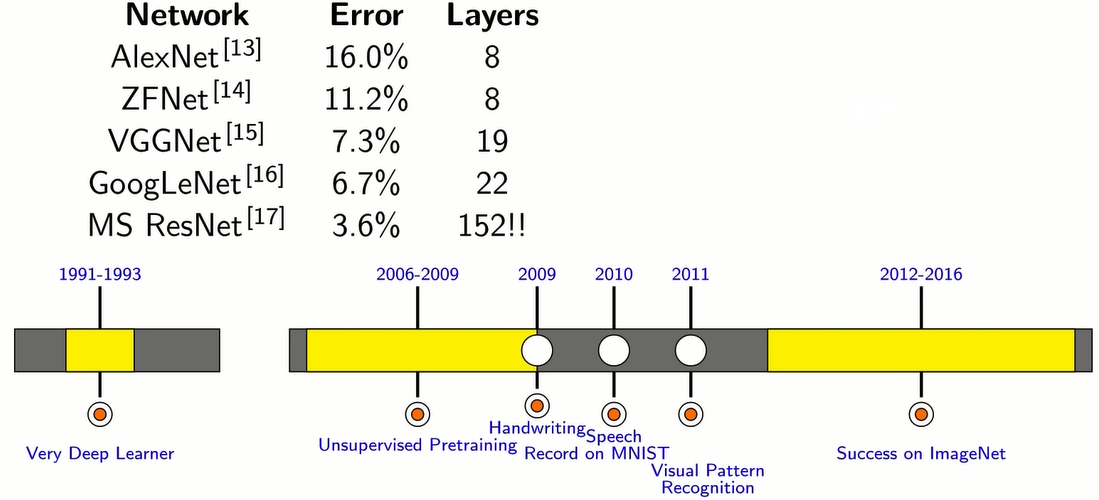 Network Error Layers
AlexNet[13] 16.0% 8
ZFNet[14] 11.2% 8
VGGNet[15] 7.3% 19
GoogLeNet[16] 6.7% 22
MS ResNet[17] 3.6% 152!!
1991-1993 2006-2009 2009 2010 2011 2012-2016
Very Deep Learner
Unsupervised Pretraining
Handwriting
Speech
Record on MNIST
Visual Pattern
Recognition
Success on ImageNet